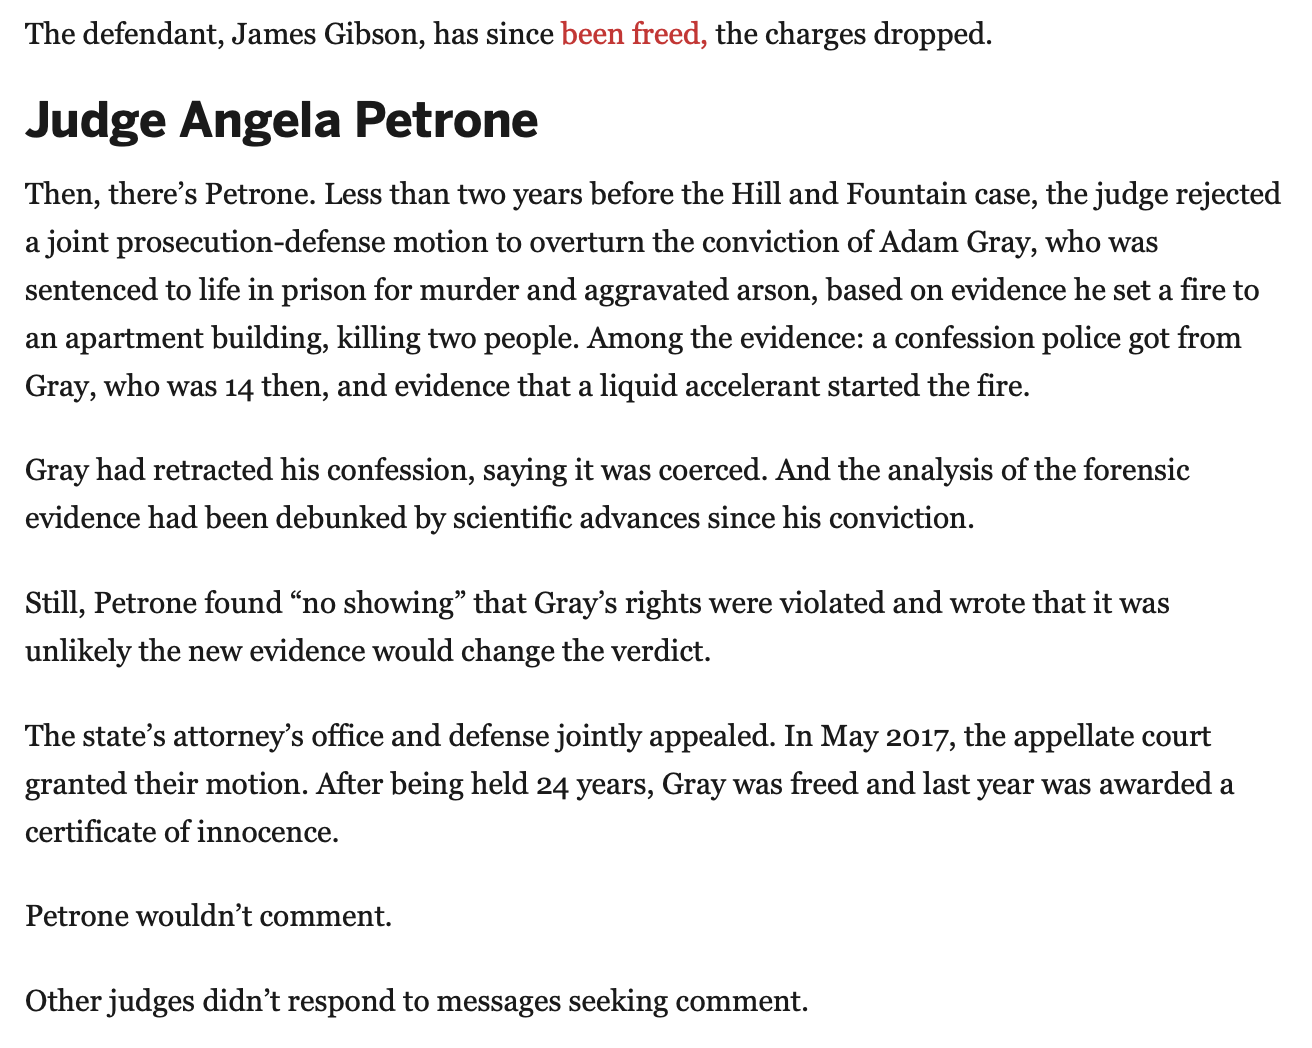 The defendant, James Gibson, has since been freed, the charges dropped.
Judge Angela Petrone
Then, there’s Petrone. Less than two years before the Hill and Fountain case, the judge rejected
a joint prosecution-defense motion to overturn the conviction of Adam Gray, who was
sentenced to life in prison for murder and aggravated arson, based on evidence he set a fire to
an apartment building, killing two people. Among the evidence: a confession police got from
Gray, who was 14 then, and evidence that a liquid accelerant started the fire.
Gray had retracted his confession, saying it was coerced. And the analysis of the forensic
evidence had been debunked by scientific advances since his conviction.
Still, Petrone found “no showing” that Gray’s rights were violated and wrote that it was
unlikely the new evidence would change the verdict.
The state’s attorney’s office and defense jointly appealed. In May 2017, the appellate court
granted their motion. After being held 24 years, Gray was freed and last year was awarded a
certificate of innocence.
Petrone wouldn’t comment.
Other judges didn’t respond to messages seeking comment.